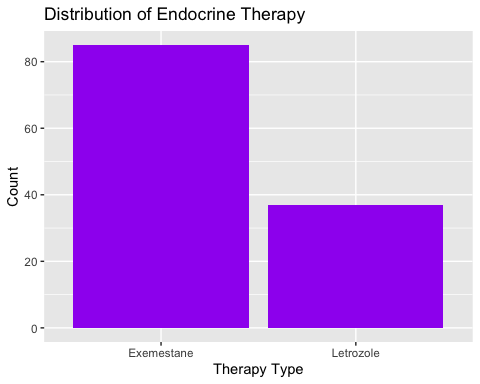 Distribution of Endocrine Therapy
Count
80
60
40
20
0
Exemestane
Letrozole
Therapy Type